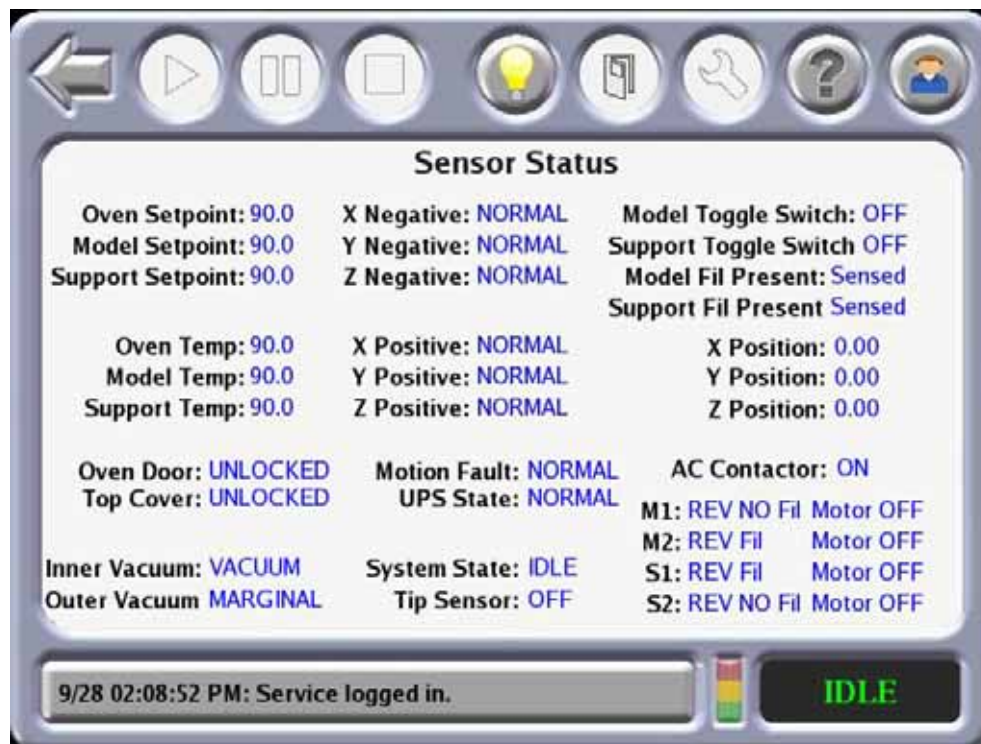 Sensor Status
Oven Setpoint: 90.0 X Negative: NORMAL Model Toggle Switch: OFF
Model Setpoint: 90.0 Y Negative: NORMAL Support Toggle Switch OFF
Support Setpoint: 90.0 Z Negative: NORMAL Model Fil Present: Sensed
Support Fil Present Sensed
Oven Temp: 90.0 X Positive: NORMAL X Position: 0.00
Model Temp: 90.0 Y Positive: NORMAL Y Position: 0.00
Support Temp: 90.0 Z Positive: NORMAL Z Position: 0.00
Oven Door: UNLOCKED Motion Fault: NORMAL AC Contactor: ON
Top Cover: UNLOCKED UPS State: NORMAL
M1: REV NO Fil Motor OFF
M2: REV Fil Motor OFF
Inner Vacuum: VACUUM System State: IDLE S1: REV Fil Motor OFF
Outer Vacuum MARGINAL Tip Sensor: OFF S2: REV NO Fil Motor OFF
9/28 02:08:52 PM: Service logged in. IDLE